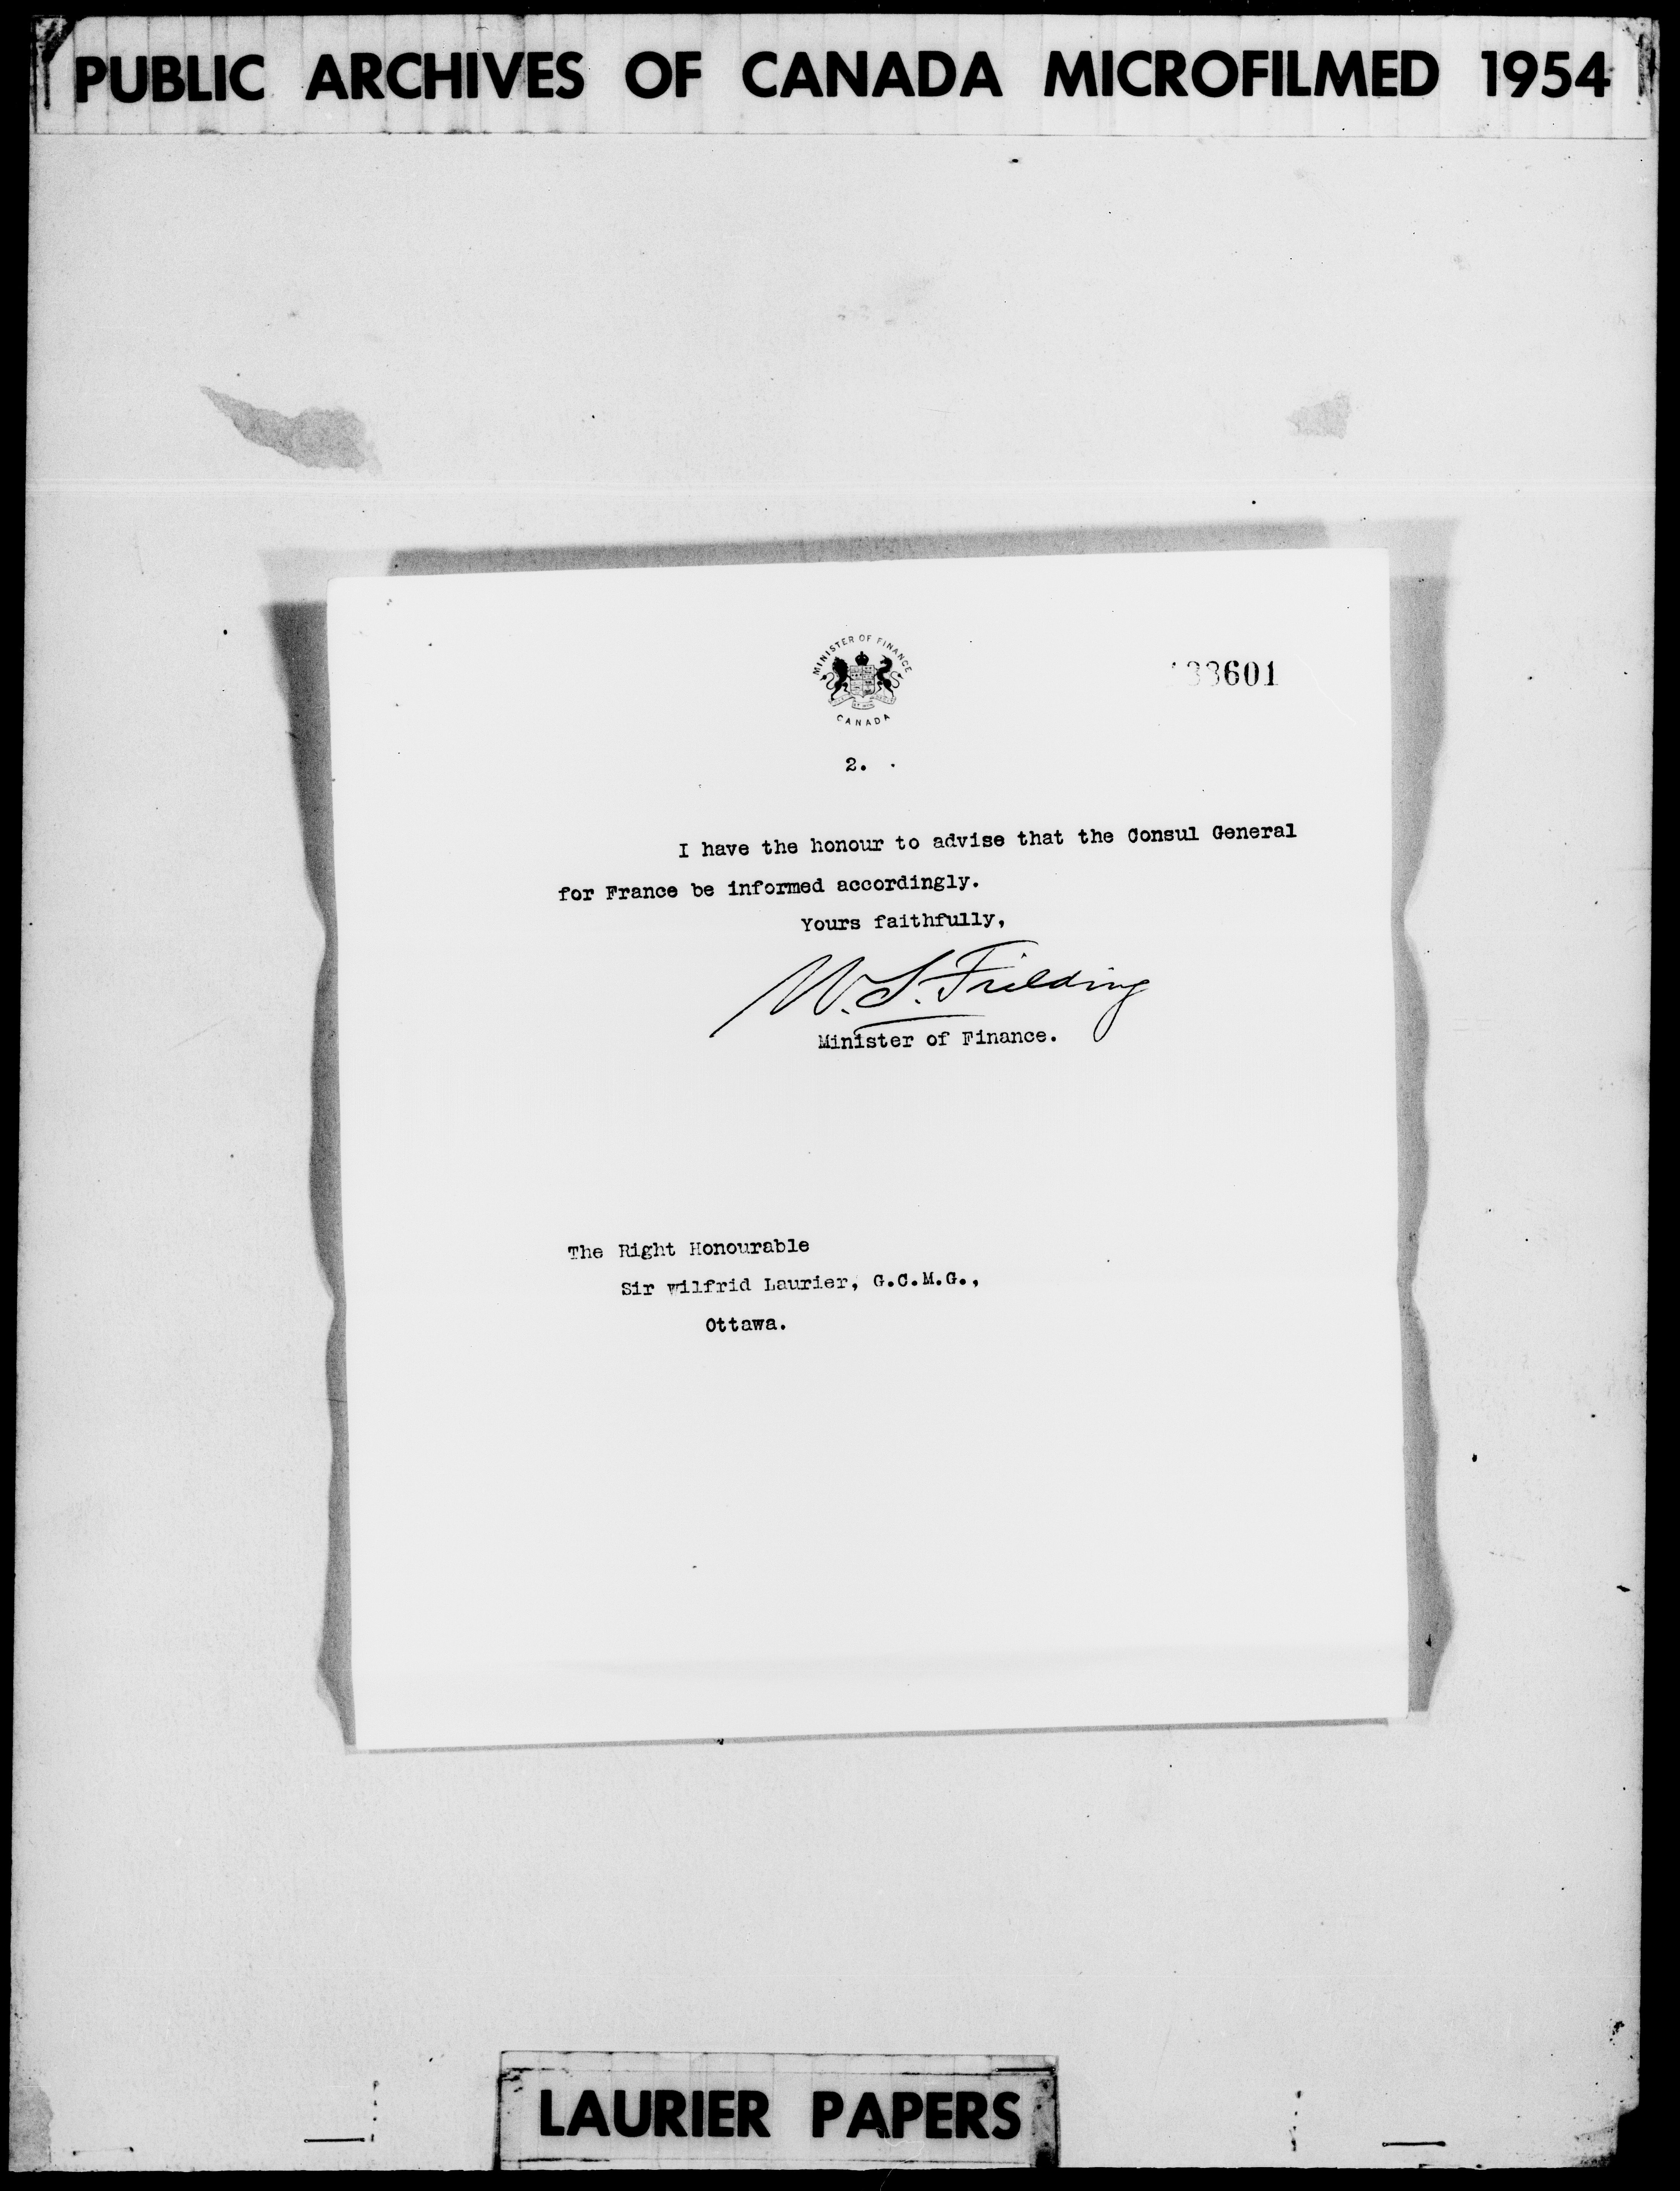 PUBLIC ARCHIVES OF CANADA MICROFILMED 1954
MINISTER OF FINANCE
CANADA
2.
I have the honour to advise that the Consul General
for France be informed accordingly.
Yours faithfully,
W. S. Fielding
Minister of Finance.
The Right Honourable
Sir Wilfrid Laurier, G.C.M.G.,
Ottawa.
LAURIER PAPERS